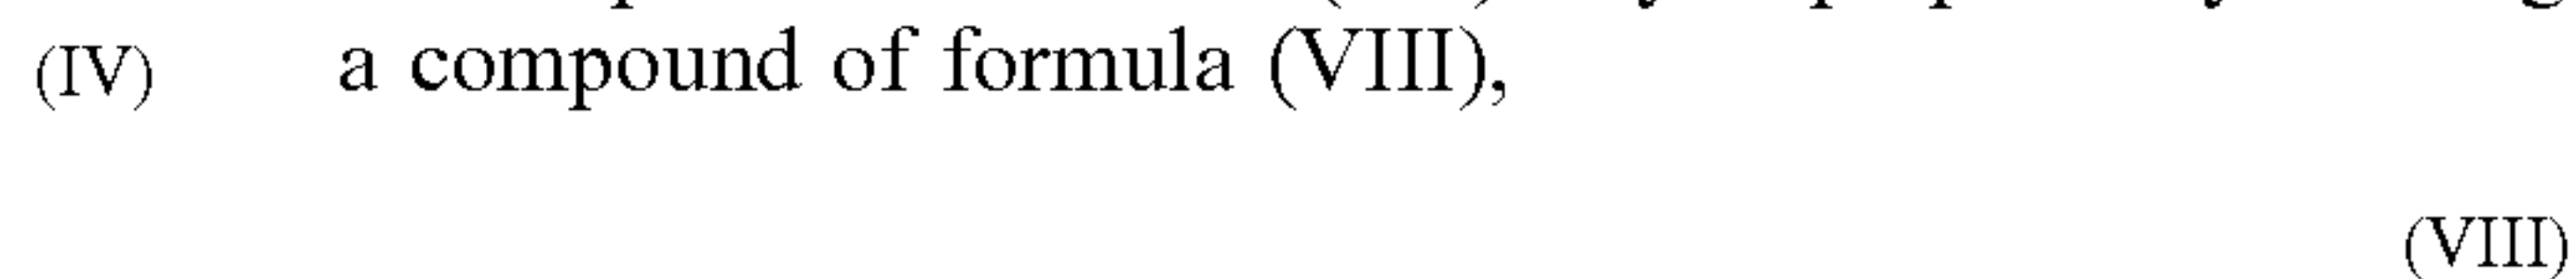 (IV) a compound of formula (VIII),
(VIII)